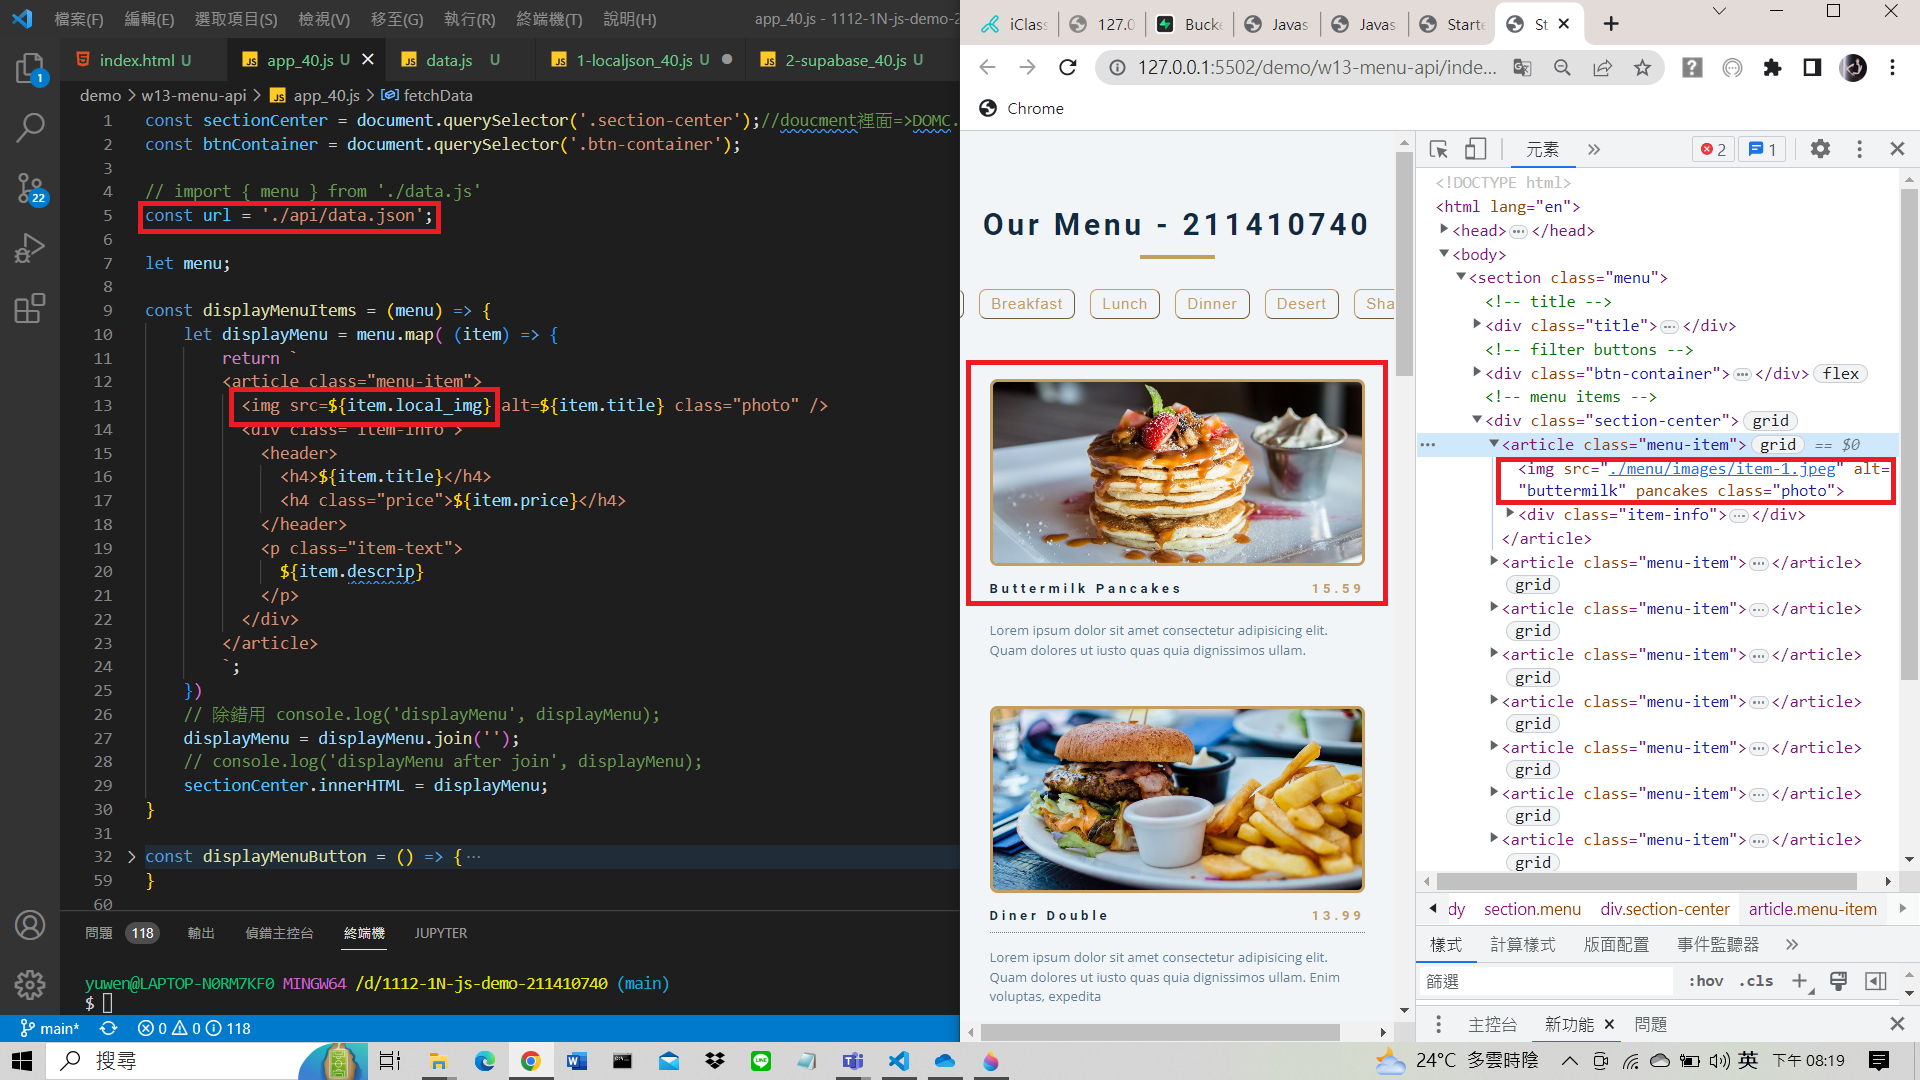 檔案(F) 編輯(E) 選取項目(S) 檢視(V) 移至(G) 執行(R) 終端機(T) 說明(H) app_40.js - 1112-1N-js-demo-2
index.html U
app_40.js U
data.js U
1-localjson_40.js U
2-supabase_40.js U
demo > w13-menu-api > JS app_40.js > fetchData
1 const sectionCenter = document.querySelector('.section-center');//doucment裡面=>DOMC.
2 const btnContainer = document.querySelector('.btn-container');
3
4 // import { menu } from './data.js'
5 const url = './api/data.json';
6
7 let menu;
8
9 const displayMenuItems = (menu) => {
10 let displayMenu = menu.map( (item) => {
11 return `
12 <article class="menu-item">
13 <img src=${item.local_img} alt=${item.title} class="photo" />
14 <div class="item-info">
15 <header>
16 <h4>${item.title}</h4>
17 <h4 class="price">${item.price}</h4>
18 </header>
19 <p class="item-text">
20 ${item.descrip}
21 </p>
22 </div>
23 </article>
24 `;
25 })
26 // 除錯用 console.log('displayMenu', displayMenu);
27 displayMenu = displayMenu.join('');
28 // console.log('displayMenu after join', displayMenu);
29 sectionCenter.innerHTML = displayMenu;
30 }
31
32 const displayMenuButton = () => { ...
59 }
60
1
22
問題 118 輸出 偵錯主控台 終端機 JUPYTER
yuwen@LAPTOP-N0RM7KF0 MINGW64 /d/1112-1N-js-demo-211410740 (main)
$
main* 0 0 118
iClass 127.0 Bucke Javas Javas Starte St
127.0.0.1:5502/demo/w13-menu-api/inde...
Chrome
Our Menu - 211410740
Breakfast Lunch Dinner Desert Sha
Buttermilk Pancakes 15.59
Lorem ipsum dolor sit amet consectetur adipisicing elit.
Quam dolores ut iusto quas quia dignissimos ullam.
Diner Double 13.99
Lorem ipsum dolor sit amet consectetur adipisicing elit.
Quam dolores ut iusto quas quia dignissimos ullam. Enim
voluptas, expedita
元素 » 2 1
<!DOCTYPE html>
<html lang="en">
<head>...</head>
<body>
<section class="menu">
<!-- title -->
<div class="title">...</div>
<!-- filter buttons -->
<div class="btn-container">...</div> flex
<!-- menu items -->
<div class="section-center"> grid
<article class="menu-item"> grid == $0
<img src="./menu/images/item-1.jpeg" alt=
"buttermilk" pancakes class="photo">
<div class="item-info">...</div>
</article>
<article class="menu-item">...</article>
grid
<article class="menu-item">...</article>
grid
<article class="menu-item">...</article>
grid
<article class="menu-item">...</article>
grid
<article class="menu-item">...</article>
grid
<article class="menu-item">...</article>
grid
<article class="menu-item">...</article>
grid
dy section.menu div.section-center article.menu-item
樣式 計算樣式 版面配置 事件監聽器 »
篩選 :hov .cls
主控台 新功能 問題
搜尋
24°C 多雲時陰 英 下午 08:19